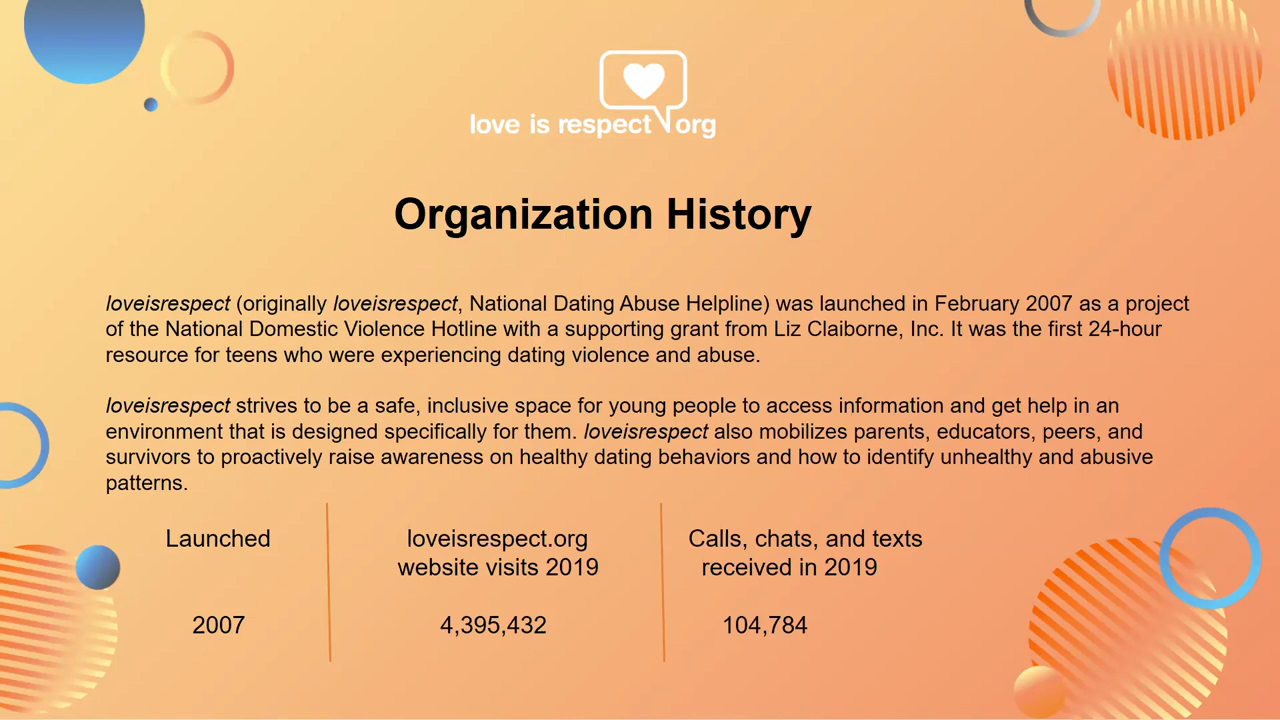 love is respect org
Organization History
loveisrespect (originally loveisrespect, National Dating Abuse Helpline) was launched in February 2007 as a project
of the National Domestic Violence Hotline with a supporting grant from Liz Claiborne, Inc. It was the first 24-hour
resource for teens who were experiencing dating violence and abuse.
loveisrespect strives to be a safe, inclusive space for young people to access information and get help in an
environment that is designed specifically for them. loveisrespect also mobilizes parents, educators, peers, and
survivors to proactively raise awareness on healthy dating behaviors and how to identify unhealthy and abusive
patterns.
Launched
2007
loveisrespect.org
website visits 2019
4,395,432
Calls, chats, and texts
received in 2019
104,784